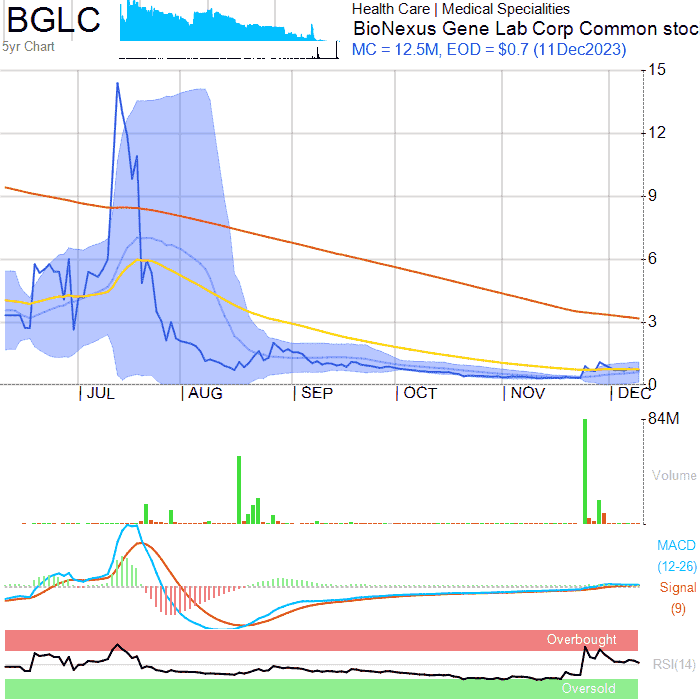 BGLC
5yr Chart
Health Care | Medical Specialities
BioNexus Gene Lab Corp Common stoc
MC = 12.5M, EOD = $0.7 (11Dec2023)
15
12
9
6
3
0
JUL
AUG
SEP
OCT
NOV
DEC
84M
Volume
MACD
(12-26)
Signal
(9)
Overbought
RSI(14)
Oversold